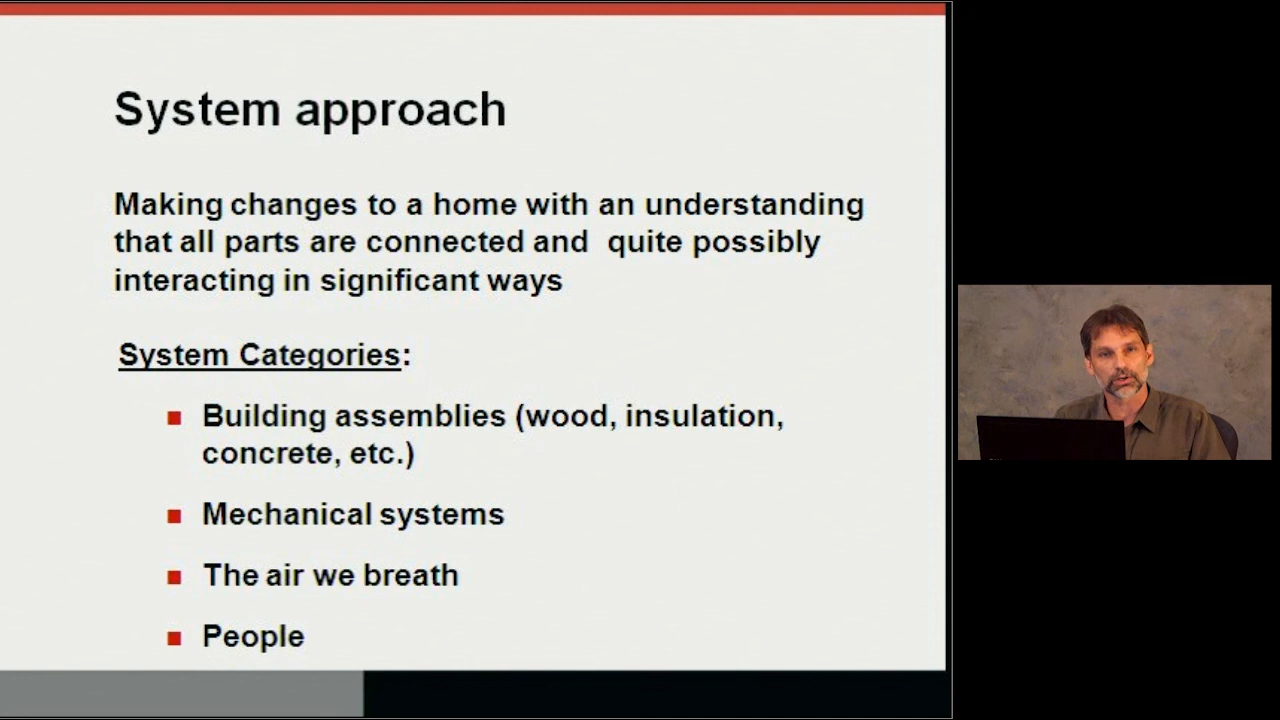 System approach
Making changes to a home with an understanding
that all parts are connected and quite possibly
interacting in significant ways
System Categories:
Building assemblies (wood, insulation,
concrete, etc.)
Mechanical systems
The air we breath
People